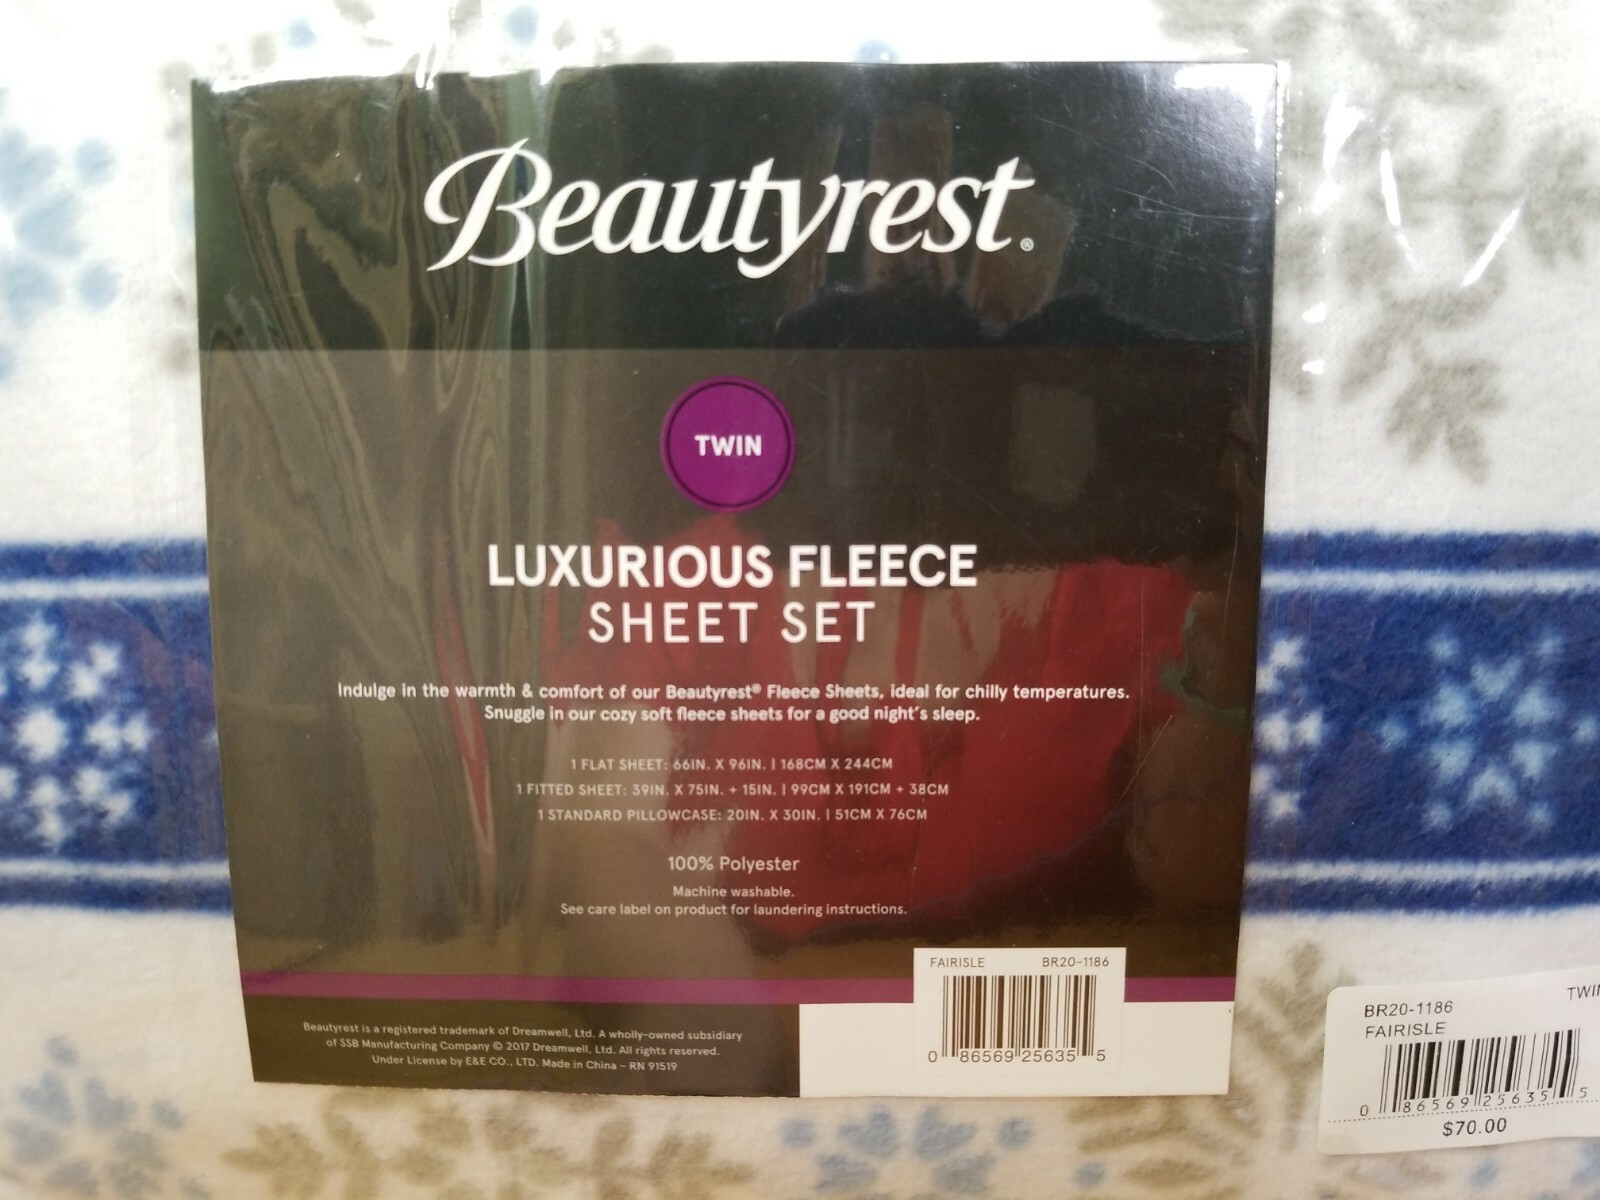 Beautyrest®
TWIN
LUXURIOUS FLEECE
SHEET SET
Indulge in the warmth & comfort of our Beautyrest® Fleece Sheets, ideal for chilly temperatures.
Snuggle in our cozy soft fleece sheets for a good night's sleep.
1 FLAT SHEET: 66IN. X 96IN. | 168CM X 244CM
1 FITTED SHEET: 39IN. X 75IN. + 15IN. | 99CM X 191CM + 38CM
1 STANDARD PILLOWCASE: 20IN. X 30IN. | 51CM X 76CM
100% Polyester
Machine washable.
See care label on product for laundering instructions.
Beautyrest is a registered trademark of Dreamwell, Ltd. A wholly-owned subsidiary
of SSB Manufacturing Company © 2017 Dreamwell, Ltd. All rights reserved.
Under License by E&E CO., LTD. Made in China – RN 91519
FAIRISLE BR20-1186
0 86569 25635 5
BR20-1186 TWIN
FAIRISLE
0 86569 25635 5
$70.00